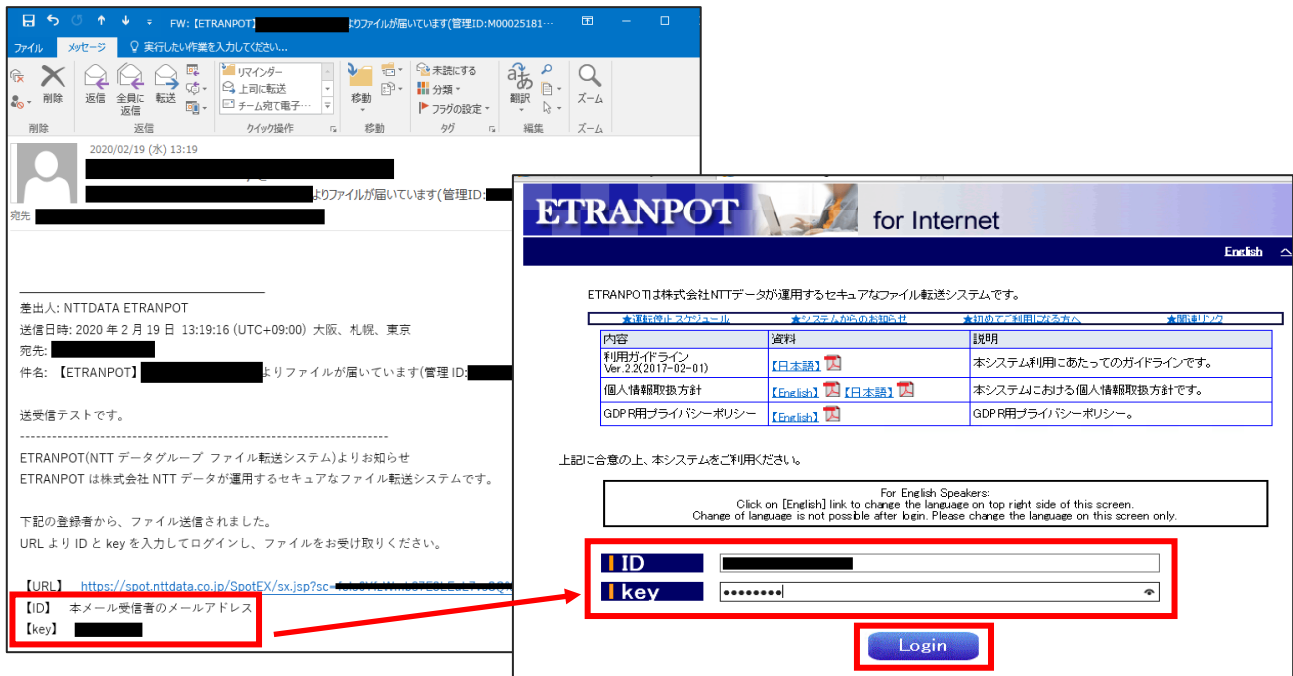 FW: 【ETRANPOT】 よりファイルが届いています(管理ID:M00025181…
ファイル メッセージ 実行したい作業を入力してください...
削除
返信
全員に返信
転送
リマインダー
上司に転送
チーム宛て電子…
移動
未読にする
分類
フラグの設定
翻訳
ズーム
削除 返信 クイック操作 移動 タグ 編集 ズーム
2020/02/19 (水) 13:19
よりファイルが届いています(管理ID:
宛先
差出人: NTTDATA ETRANPOT
送信日時: 2020 年 2 月 19 日 13:19:16 (UTC+09:00) 大阪、札幌、東京
宛先:
件名: 【ETRANPOT】 よりファイルが届いています(管理 ID:
送受信テストです。
----------------------------------------------------------------------
ETRANPOT(NTT データグループ ファイル転送システム)よりお知らせ
ETRANPOT は株式会社 NTT データが運用するセキュアなファイル転送システムです。
下記の登録者から、ファイル送信されました。
URL より ID と key を入力してログインし、ファイルをお受け取りください。
【URL】 https://spot.nttdata.co.jp/SpotEX/sx.jsp?sc=
【ID】 本メール受信者のメールアドレス
【key】
ETRANPOT for Internet
English
ETRANPOTは株式会社NTTデータが運用するセキュアなファイル転送システムです。
★運転停止スケジュール ★システムからのお知らせ ★初めてご利用になる方へ ★関連リンク
内容 資料 説明
利用ガイドライン
Ver.2.2(2017-02-01) 【日本語】 本システム利用にあたってのガイドラインです。
個人情報取扱方針 【English】 【日本語】 本システムにおける個人情報取扱方針です。
GDPR用プライバシーポリシー 【English】 GDPR用プライバシーポリシー。
上記に合意の上、本システムをご利用ください。
For English Speakers:
Click on [English] link to change the language on top right side of this screen.
Change of language is not possible after login. Please change the language on this screen only.
ID
key ••••••••
Login